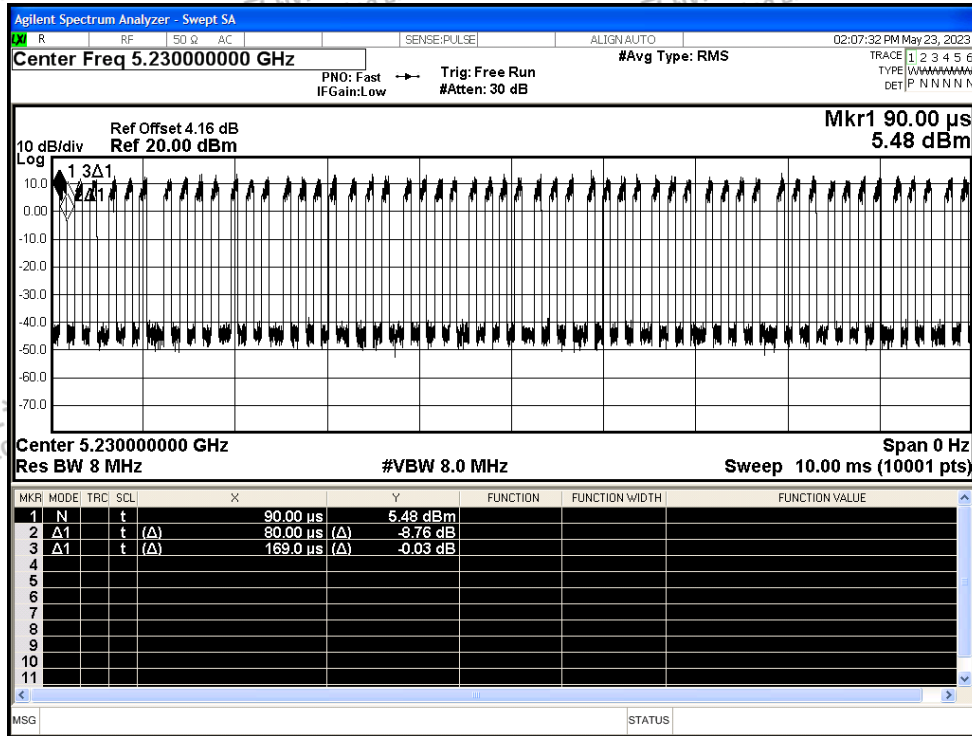 Agilent Spectrum Analyzer - Swept SA
LXI R RF 50 Ω AC SENSE:PULSE ALIGN AUTO 02:07:32 PM May 23, 2023
Center Freq 5.230000000 GHz #Avg Type: RMS TRACE 1 2 3 4 5 6
PNO: Fast Trig: Free Run TYPE
IFGain:Low #Atten: 30 dB DET P N N N N N
Mkr1 90.00 µs
Ref Offset 4.16 dB
10 dB/div Ref 20.00 dBm 5.48 dBm
Log
1 3Δ1
10.0
2Δ1
0.00
-10.0
-20.0
-30.0
-40.0
-50.0
-60.0
-70.0
Center 5.230000000 GHz Span 0 Hz
Res BW 8 MHz #VBW 8.0 MHz Sweep 10.00 ms (10001 pts)
MKR MODE TRC SCL X Y FUNCTION FUNCTION WIDTH FUNCTION VALUE
1 N t 90.00 µs 5.48 dBm
2 Δ1 t (Δ) 80.00 µs (Δ) -8.76 dB
3 Δ1 t (Δ) 169.0 µs (Δ) -0.03 dB
4
5
6
7
8
9
10
11
MSG STATUS